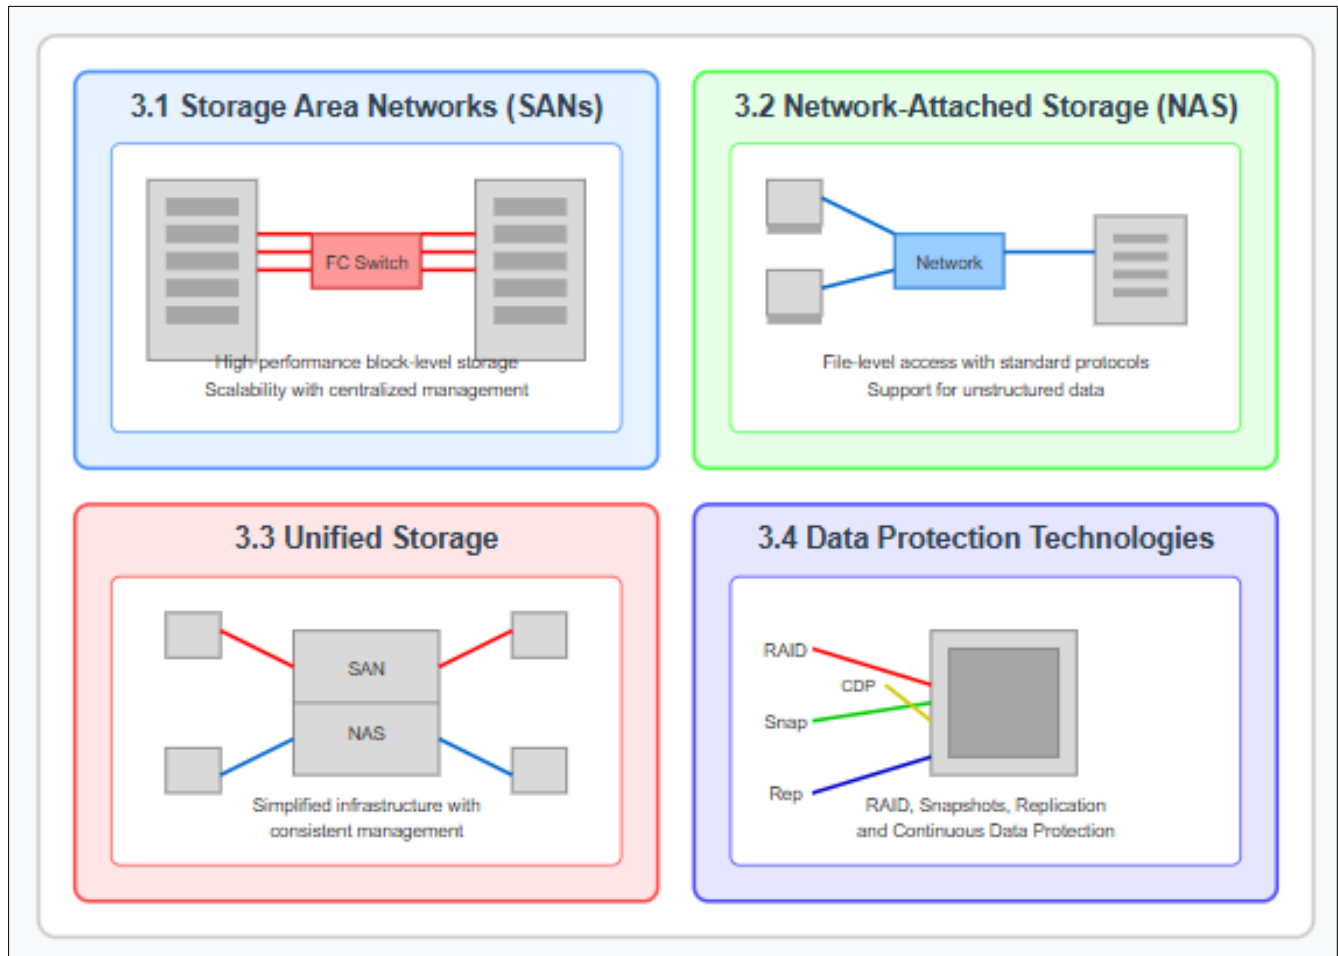 3.1 Storage Area Networks (SANs)
FC Switch
High-performance block-level storage
Scalability with centralized management
3.2 Network-Attached Storage (NAS)
Network
File-level access with standard protocols
Support for unstructured data
3.3 Unified Storage
SAN
NAS
Simplified infrastructure with
consistent management
3.4 Data Protection Technologies
RAID
CDP
Snap
Rep
RAID, Snapshots, Replication
and Continuous Data Protection